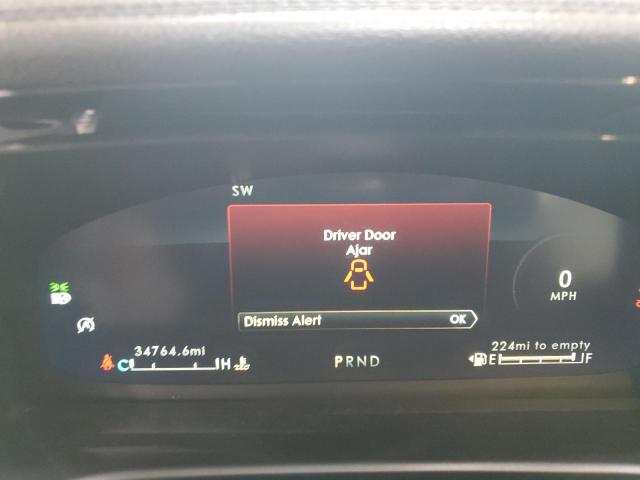 SW
Driver Door
Ajar
0
MPH
Dismiss Alert OK
34764.6mi
224mi to empty
C H
PRND
E F